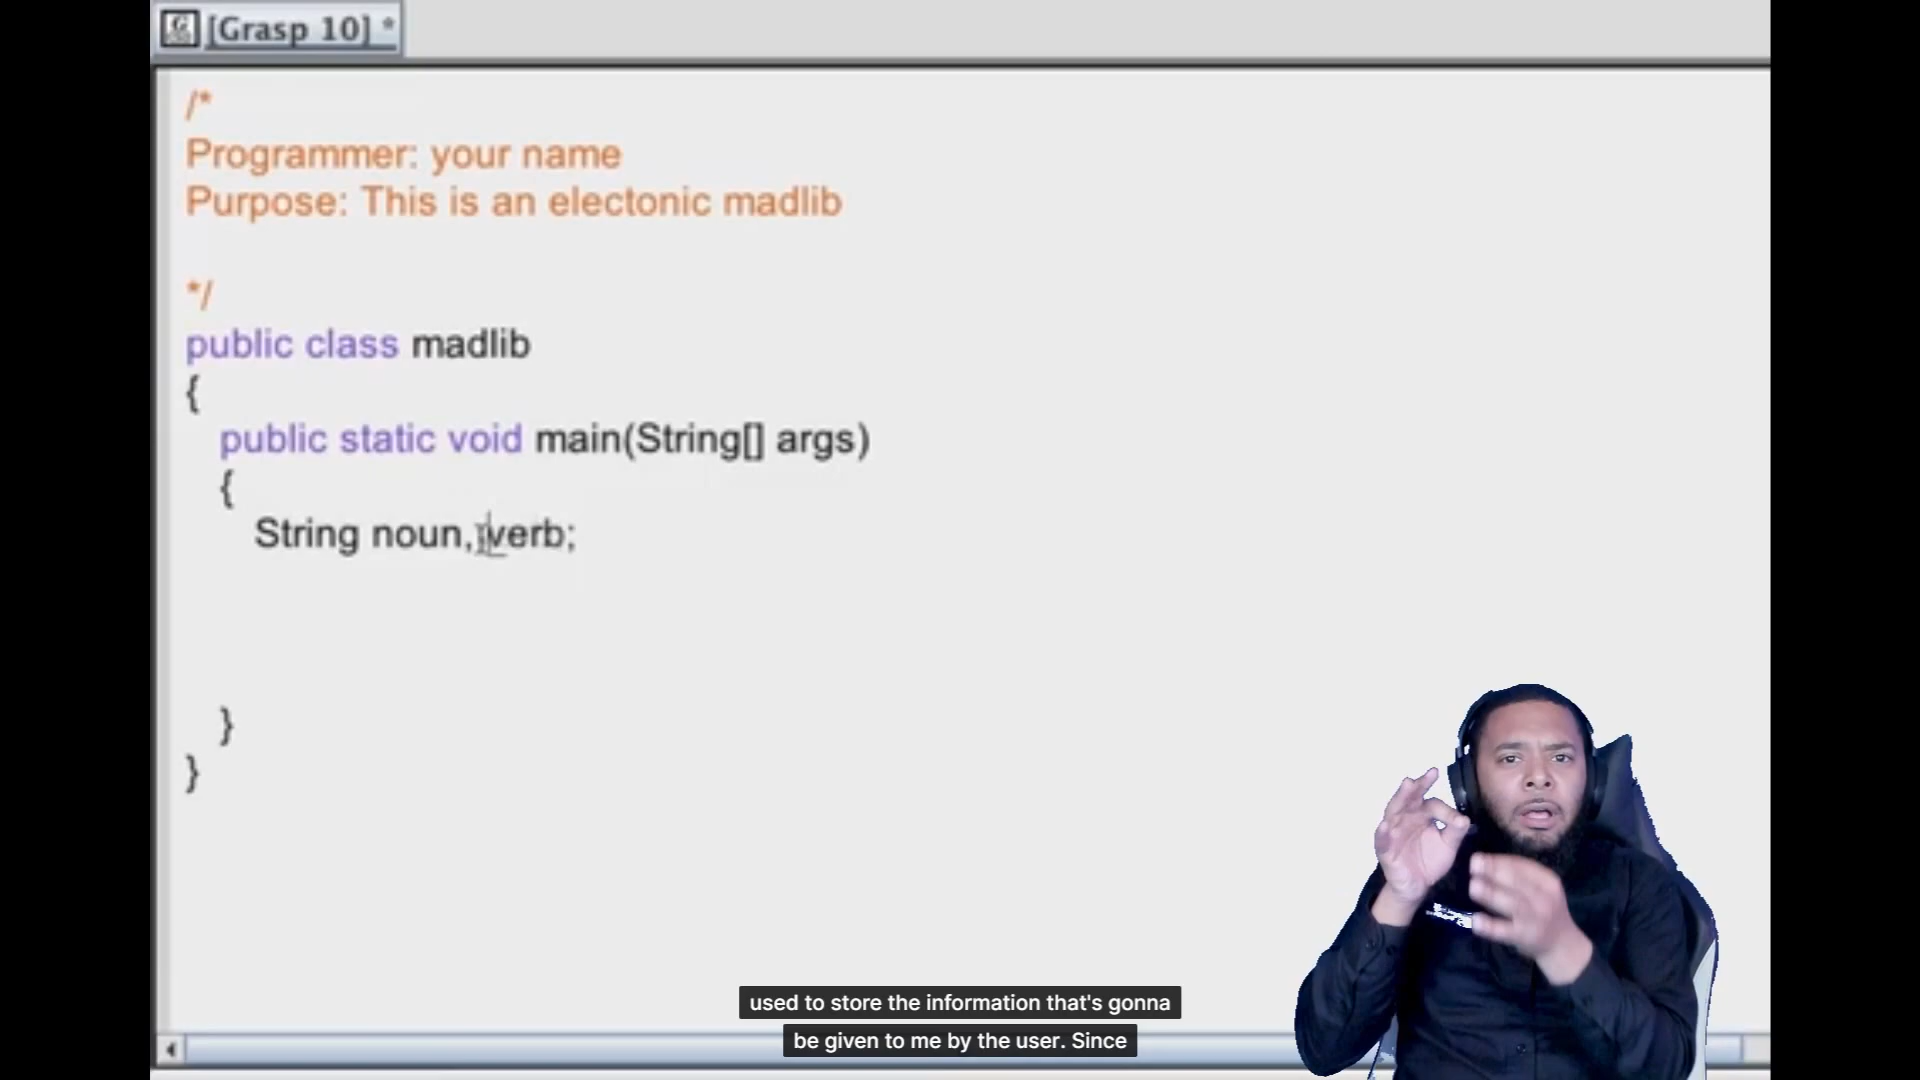 [Grasp 10] *
/*
Programmer: your name
Purpose: This is an electonic madlib
*/
public class madlib
{
public static void main(String[] args)
{
String noun, verb;
}
}
used to store the information that's gonna
be given to me by the user. Since